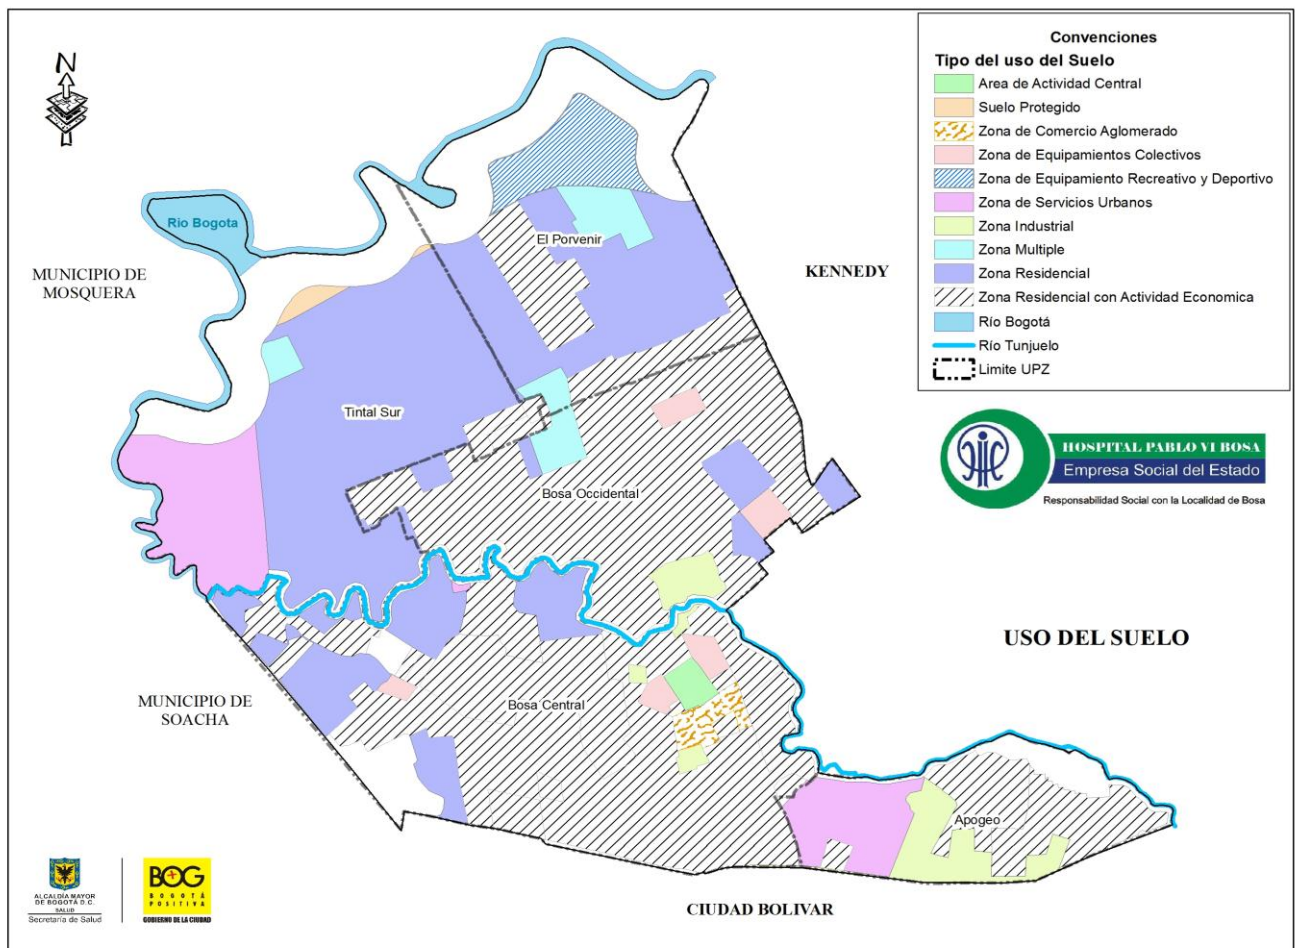 N
Convenciones
Tipo del uso del Suelo
Area de Actividad Central
Suelo Protegido
Zona de Comercio Aglomerado
Zona de Equipamientos Colectivos
Zona de Equipamiento Recreativo y Deportivo
Zona de Servicios Urbanos
Zona Industrial
Zona Multiple
Zona Residencial
Zona Residencial con Actividad Economica
Río Bogotá
Río Tunjuelo
Limite UPZ
Rio Bogota
El Porvenir
MUNICIPIO DE
MOSQUERA
KENNEDY
Tintal Sur
HOSPITAL PABLO VI BOSA
Empresa Social del Estado
Responsabilidad Social con la Localidad de Bosa
Bosa Occidental
USO DEL SUELO
MUNICIPIO DE
SOACHA
Bosa Central
Apogeo
ALCALDÍA MAYOR
DE BOGOTÁ D.C.
SALUD
Secretaría de Salud
BOG
BOGOTÁ
POSITIVA
GOBIERNO DE LA CIUDAD
CIUDAD BOLIVAR